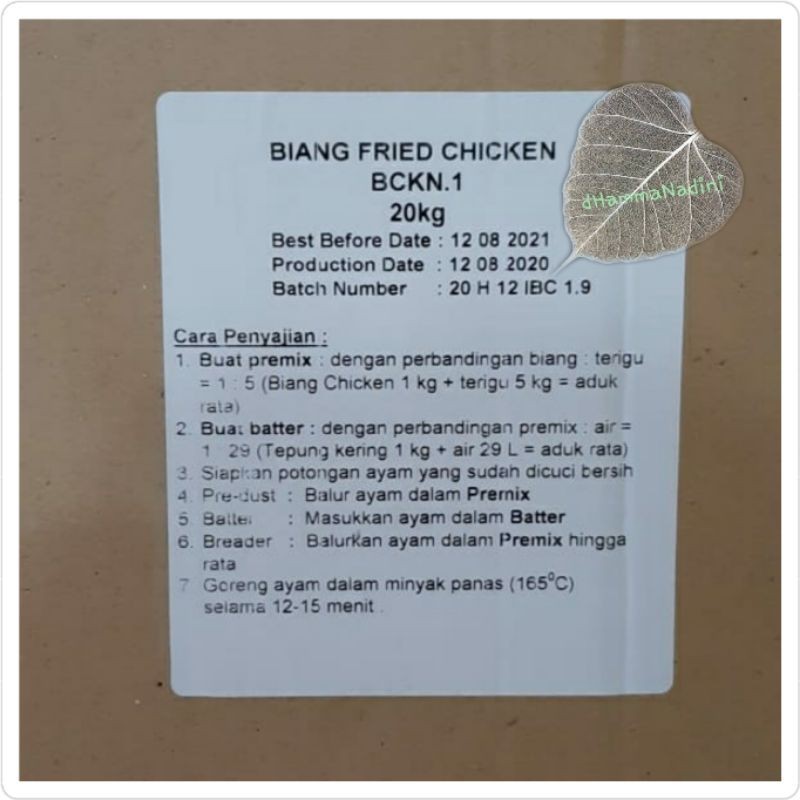 BIANG FRIED CHICKEN
BCKN.1
20kg
Best Before Date : 12 08 2021
Production Date : 12 08 2020
Batch Number : 20 H 12 IBC 1.9
dHammaNadini
Cara Penyajian :
1. Buat premix : dengan perbandingan biang : terigu
= 1 : 5 (Biang Chicken 1 kg + terigu 5 kg = aduk
rata)
2. Buat batter : dengan perbandingan premix : air =
1 : 29 (Tepung kering 1 kg + air 29 L = aduk rata)
3. Siapkan potongan ayam yang sudah dicuci bersih
4. Pre-dust : Balur ayam dalam Premix
5. Batter : Masukkan ayam dalam Batter
6. Breader : Balurkan ayam dalam Premix hingga
rata
7 Goreng ayam dalam minyak panas (165⁰C)
selama 12-15 menit .